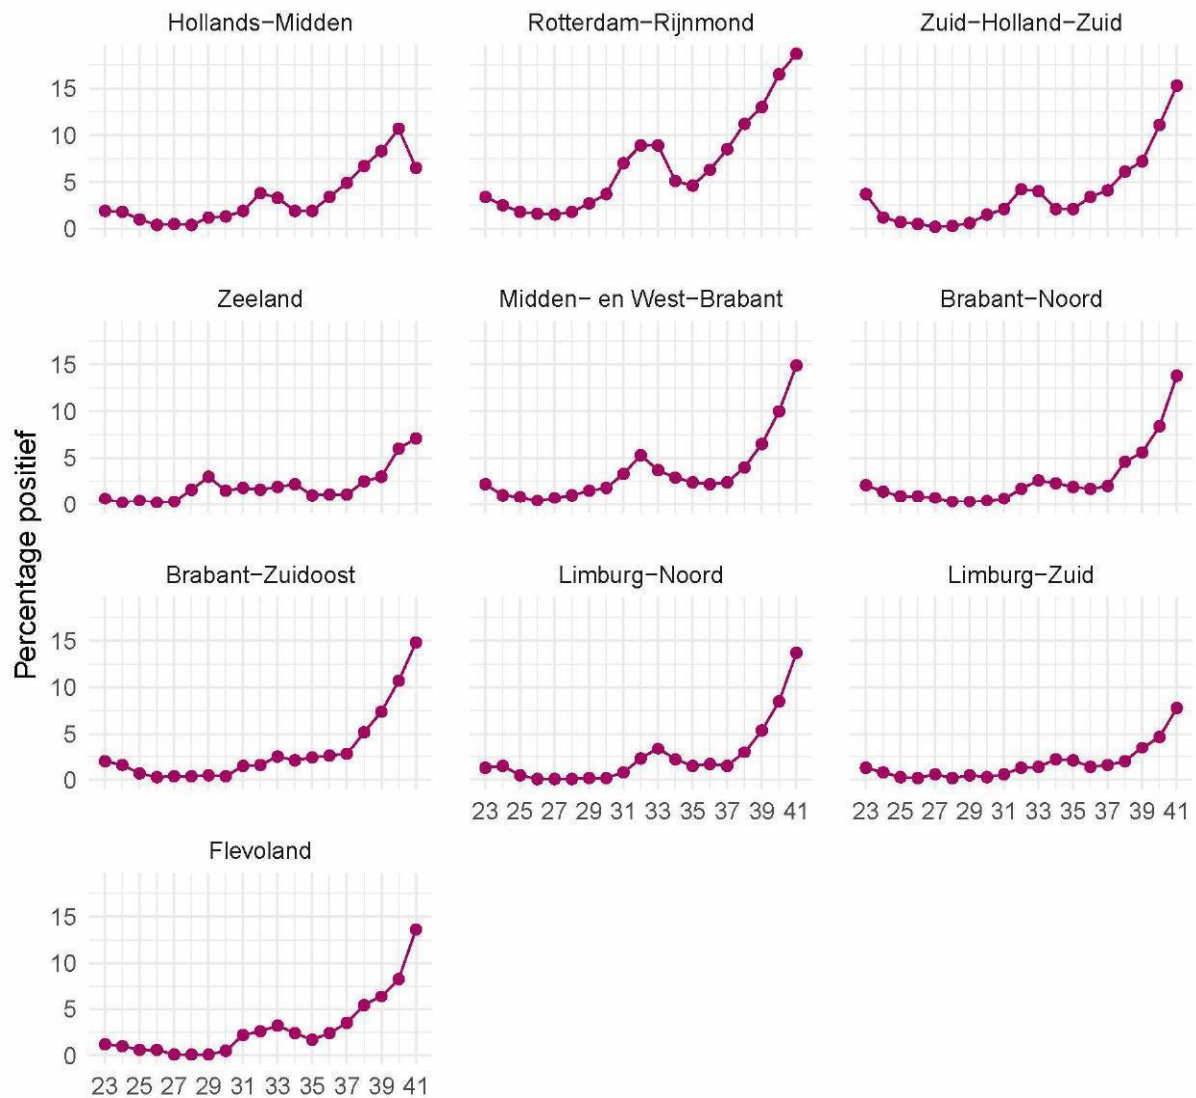 Hollands-Midden
Rotterdam-Rijnmond
Zuid-Holland-Zuid
15
10
5
0
Zeeland
Midden- en West-Brabant
Brabant-Noord
15
10
5
0
Percentage positief
Brabant-Zuidoost
Limburg-Noord
Limburg-Zuid
15
10
5
0
23 25 27 29 31 33 35 37 39 41
23 25 27 29 31 33 35 37 39 41
Flevoland
15
10
5
0
23 25 27 29 31 33 35 37 39 41